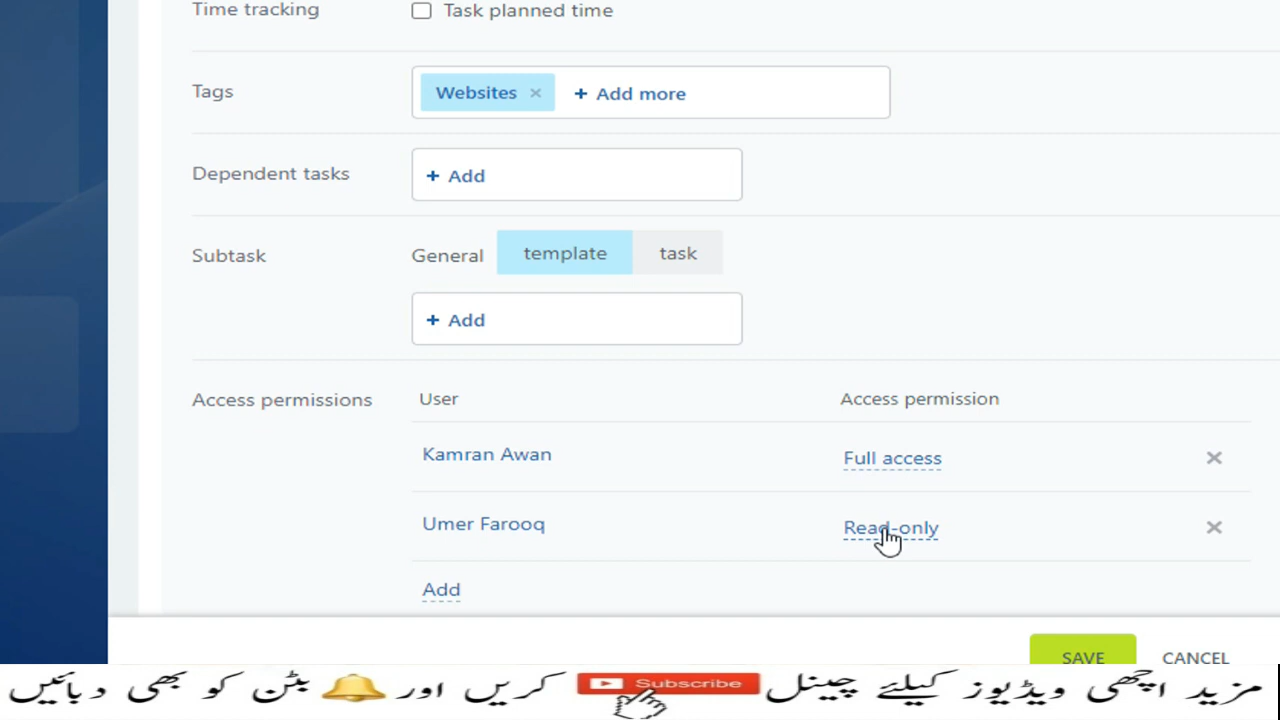 Time tracking Task planned time
Tags Websites × + Add more
Dependent tasks + Add
Subtask General template task
+ Add
Access permissions User Access permission
Kamran Awan Full access ×
Umer Farooq Read-only ×
Add
SAVE CANCEL
مزید اچھی ویڈیوز کیلئے چینل Subscribe کریں اور بٹن کو بھی دبائیں